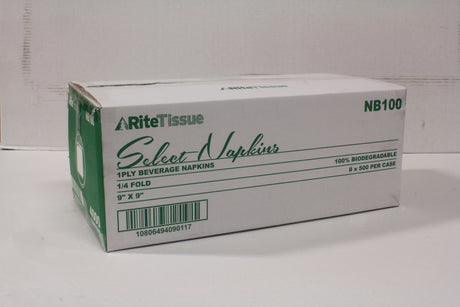 NB100
RiteTissue
Select Napkins
1PLY BEVERAGE NAPKINS
100% BIODEGRADABLE
1/4 FOLD
8 x 500 PER CASE
9" X 9"
10806494090117